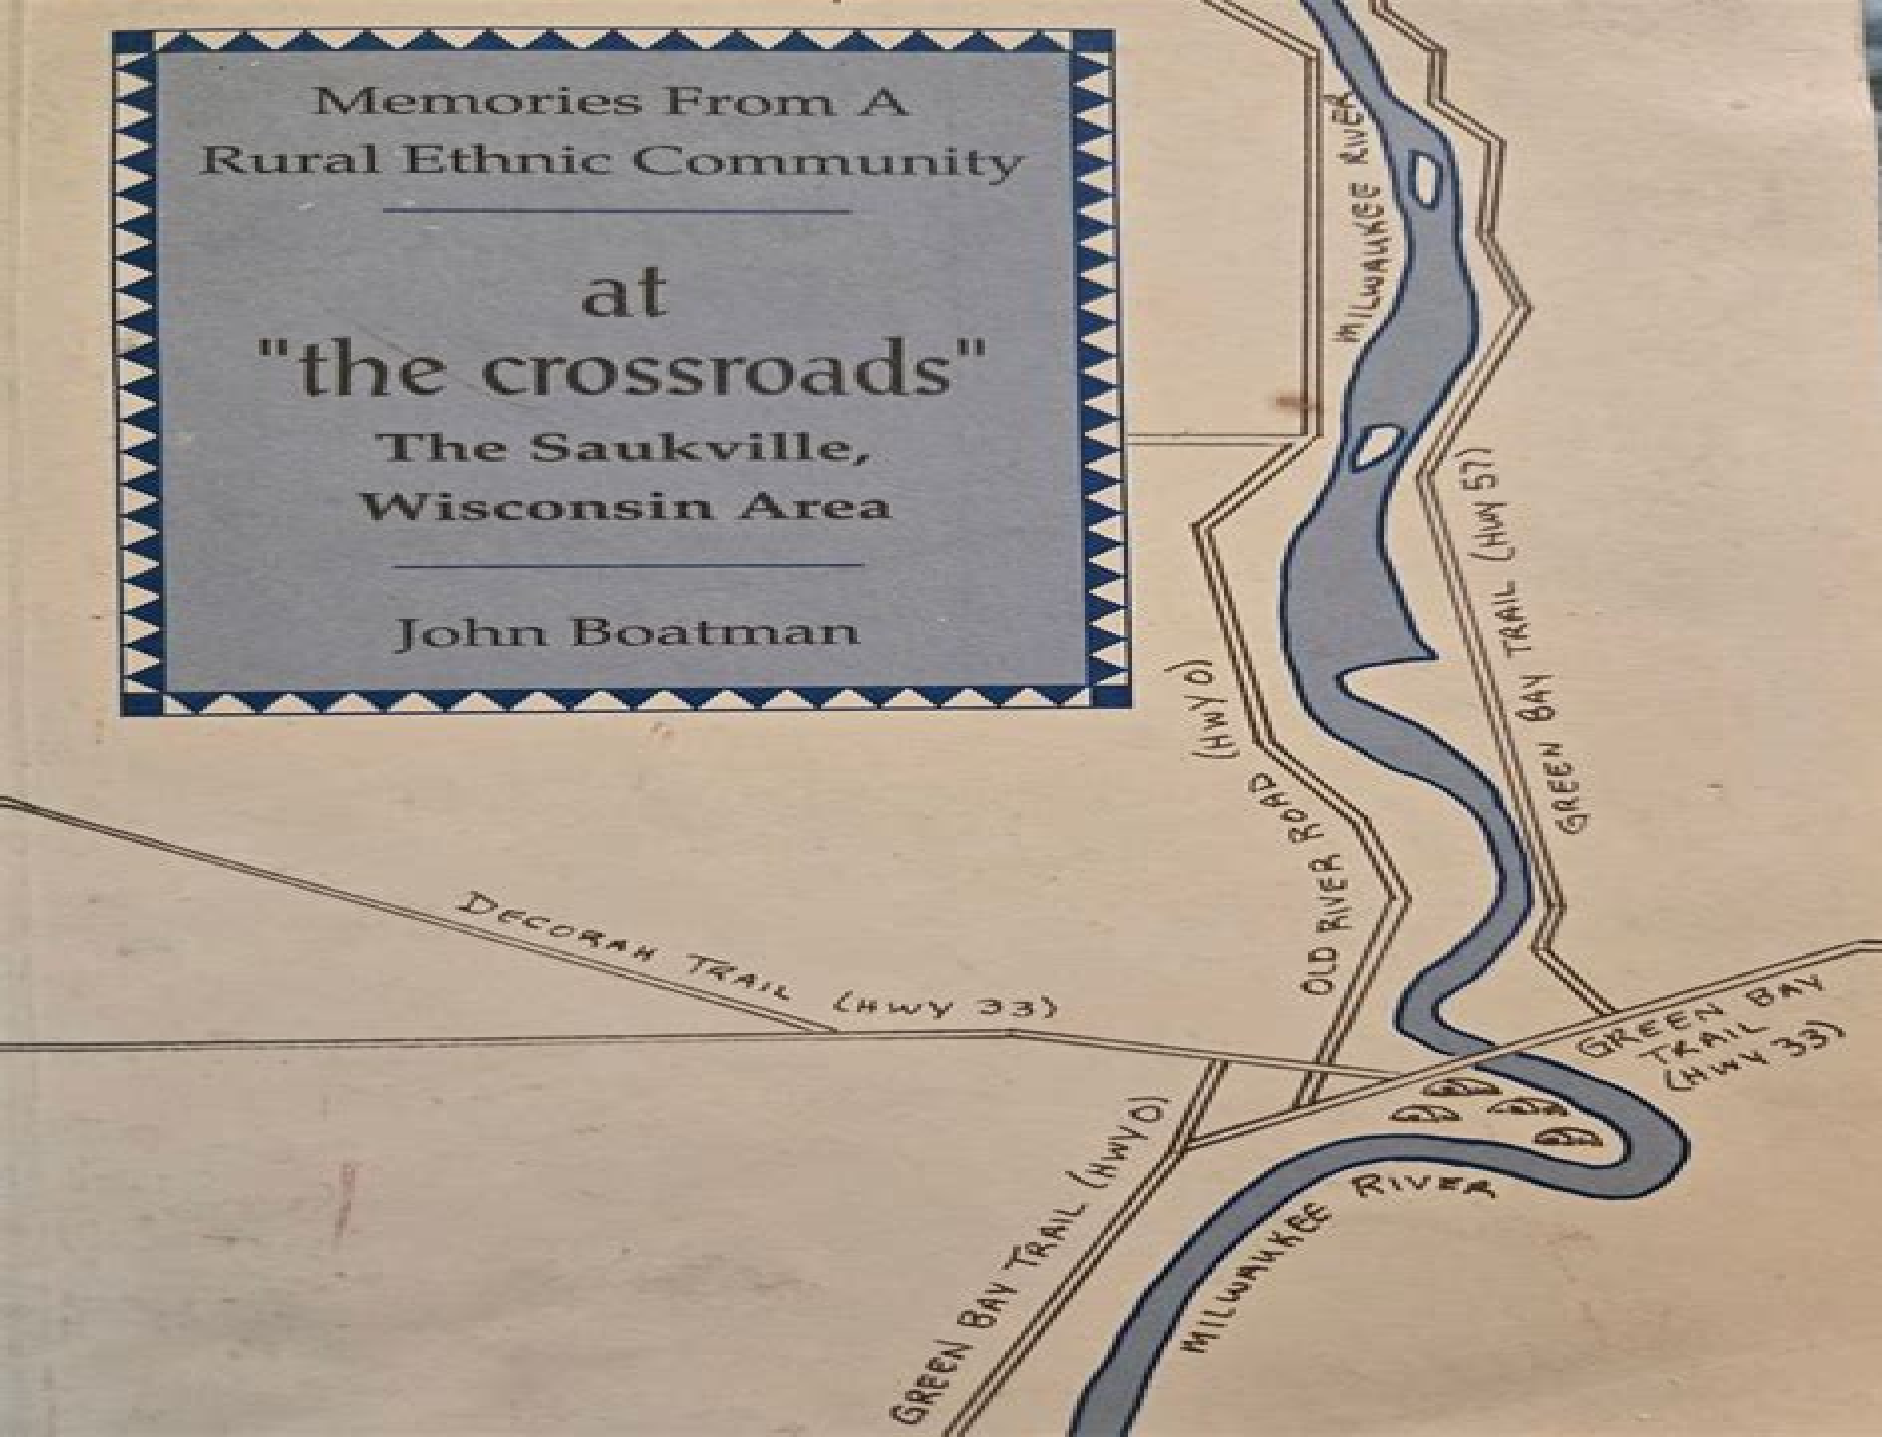 Memories From A
Rural Ethnic Community
at
"the crossroads"
The Saukville,
Wisconsin Area
John Boatman
MILWAUKEE RIVER
GREEN BAY TRAIL (HWY 57)
(HWY O)
OLD RIVER ROAD
DECORAH TRAIL (HWY 33)
GREEN BAY
TRAIL
(HWY 33)
GREEN BAY TRAIL (HWY O)
MILWAUKEE RIVER